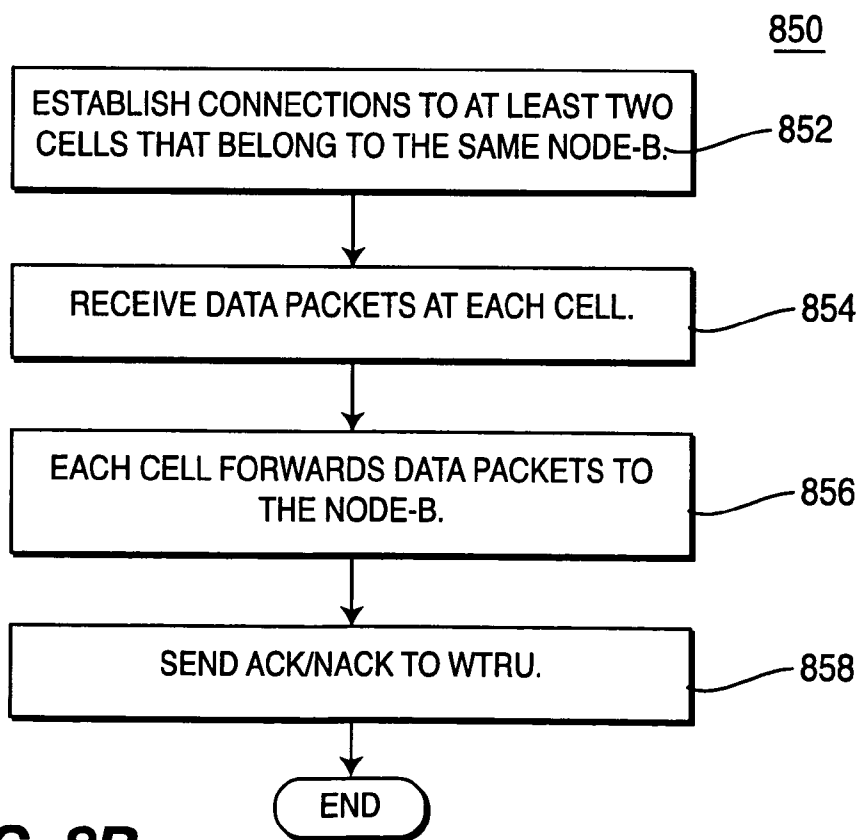 850
ESTABLISH CONNECTIONS TO AT LEAST TWO
CELLS THAT BELONG TO THE SAME NODE-B.
852
RECEIVE DATA PACKETS AT EACH CELL.
854
EACH CELL FORWARDS DATA PACKETS TO
THE NODE-B.
856
SEND ACK/NACK TO WTRU.
858
END